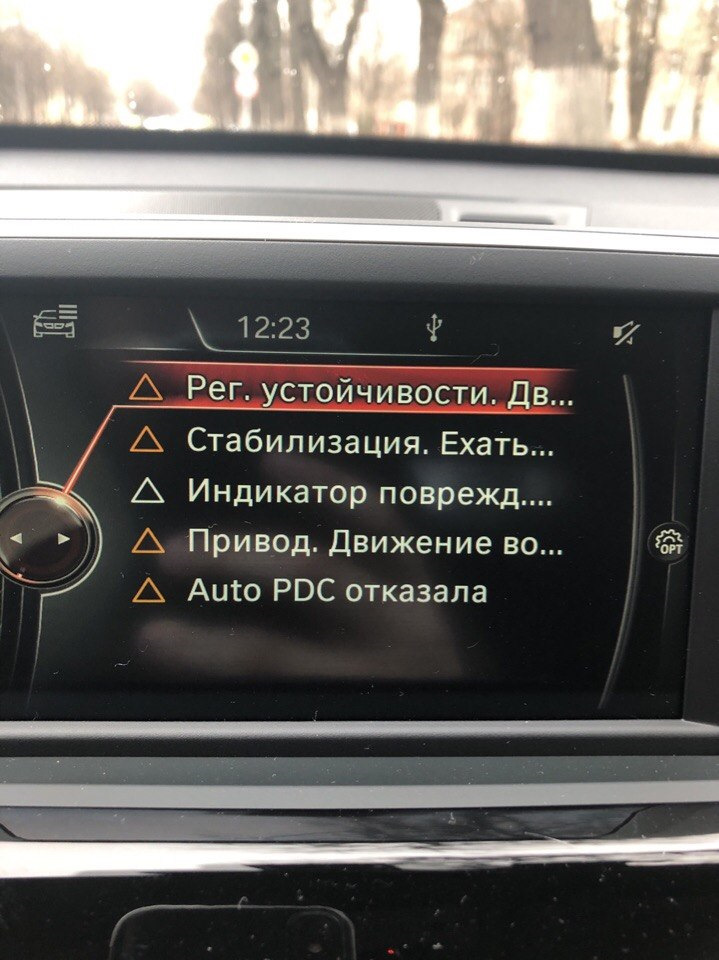 12:23
Рег. устойчивости. Дв...
Стабилизация. Ехать...
Индикатор поврежд....
Привод. Движение во...
OPT
Auto PDC отказала